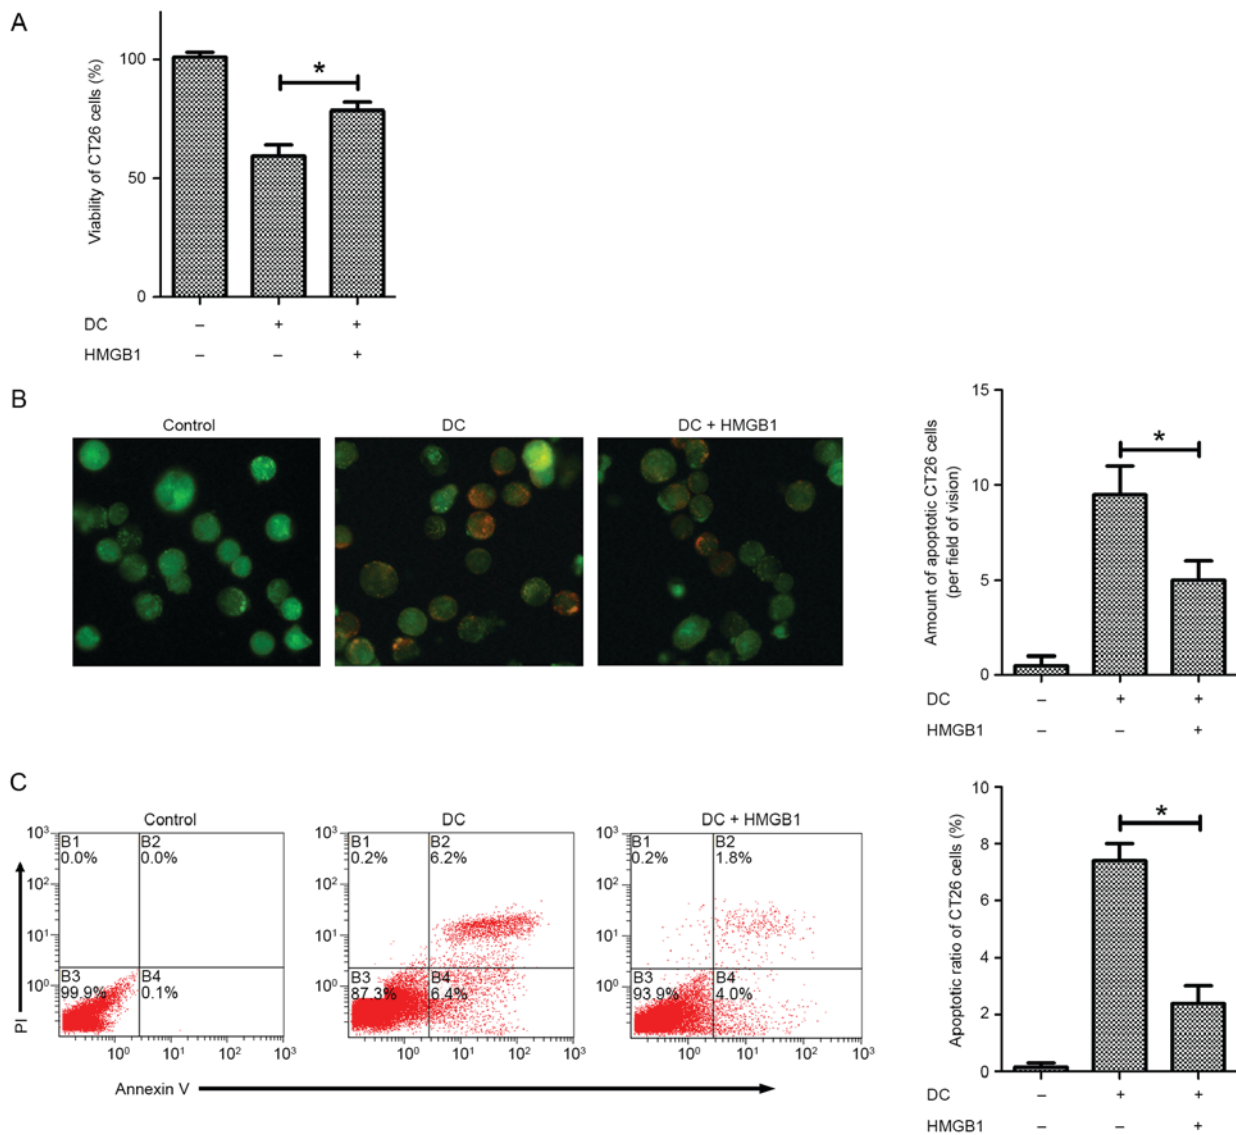 A
Viability of CT26 cells (%)
100
50
0
*
DC – + +
HMGB1 – – +
B
Control
DC
DC + HMGB1
Amount of apoptotic CT26 cells
(per field of vision)
15
10
5
0
*
DC – + +
HMGB1 – – +
C
Control
10³
10²
10¹
10⁰
B1
0.0%
B2
0.0%
B3
99.9%
B4
0.1%
10⁰ 10¹ 10² 10³
PI
DC
10³
10²
10¹
10⁰
B1
0.2%
B2
6.2%
B3
87.3%
B4
6.4%
10⁰ 10¹ 10² 10³
DC + HMGB1
10³
10²
10¹
10⁰
B1
0.2%
B2
1.8%
B3
93.9%
B4
4.0%
10⁰ 10¹ 10² 10³
Annexin V
Apoptotic ratio of CT26 cells (%)
10
8
6
4
2
0
*
DC – + +
HMGB1 – – +